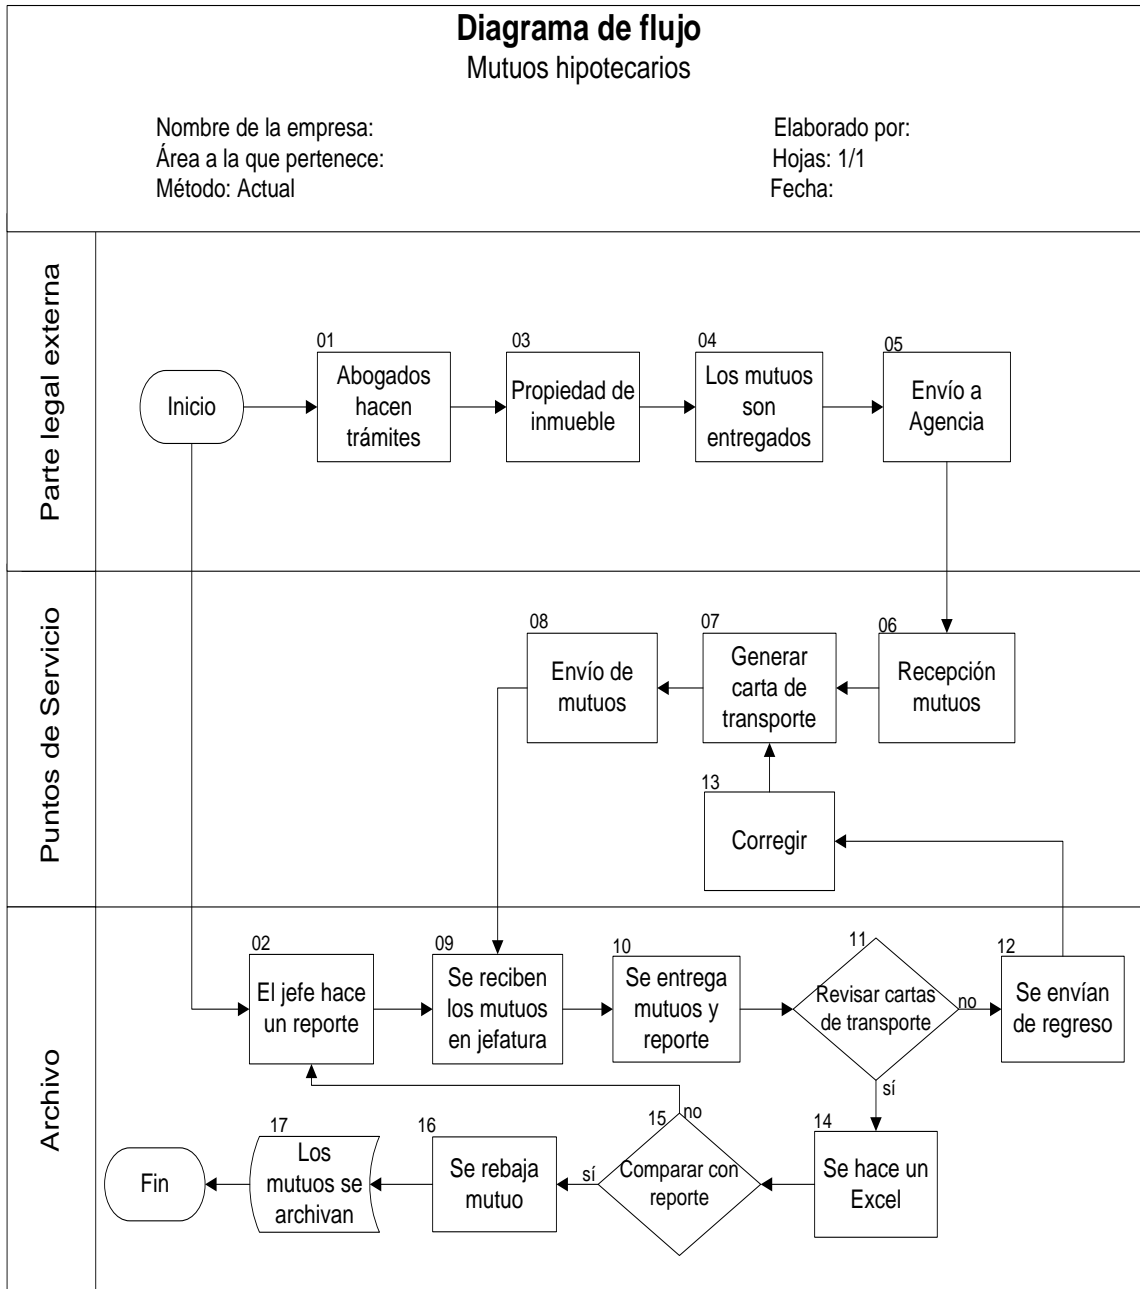 Diagrama de flujo
Mutuos hipotecarios
Nombre de la empresa:
Elaborado por:
Área a la que pertenece:
Hojas: 1/1
Método: Actual
Fecha:
Parte legal externa
Inicio
01
Abogados
hacen
trámites
03
Propiedad de
inmueble
04
Los mutuos
son
entregados
05
Envío a
Agencia
Puntos de Servicio
08
Envío de
mutuos
07
Generar
carta de
transporte
06
Recepción
mutuos
13
Corregir
Archivo
02
El jefe hace
un reporte
09
Se reciben
los mutuos
en jefatura
10
Se entrega
mutuos y
reporte
11
Revisar cartas
de transporte
no
sí
12
Se envían
de regreso
Fin
17
Los
mutuos se
archivan
16
Se rebaja
mutuo
sí
15
no
Comparar con
reporte
14
Se hace un
Excel